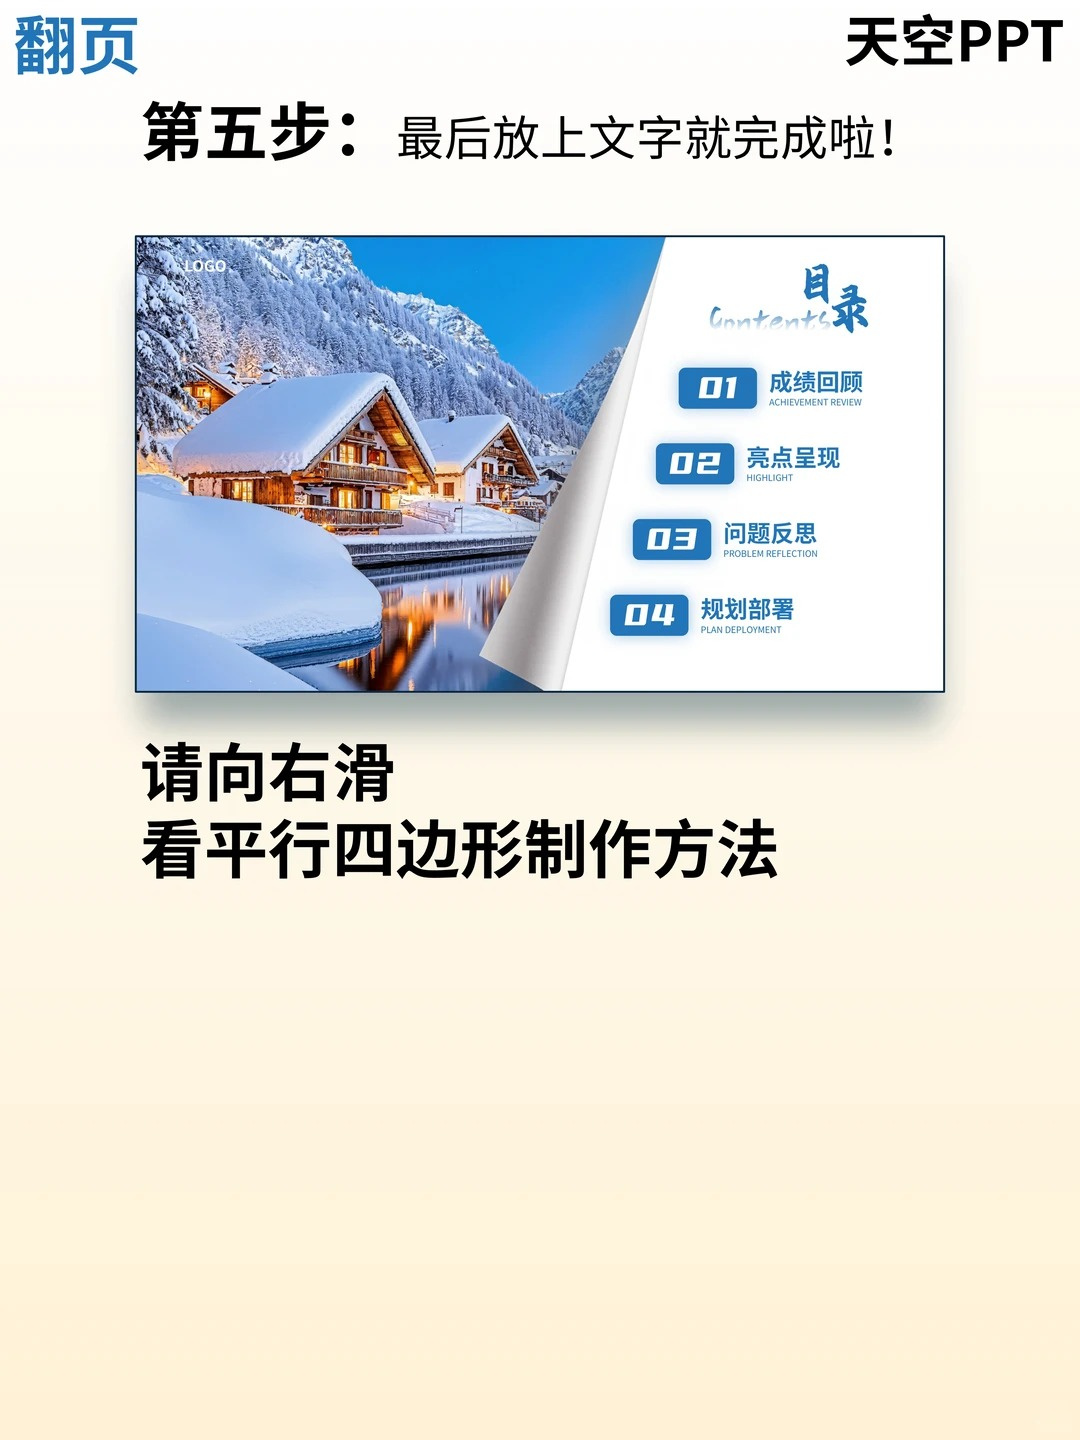 翻页
天空PPT
第五步：最后放上文字就完成啦！
LOGO
目录
Contents
01 成绩回顾
ACHIEVEMENT REVIEW
02 亮点呈现
HIGHLIGHT
03 问题反思
PROBLEM REFLECTION
04 规划部署
PLAN DEPLOYMENT
请向右滑
看平行四边形制作方法